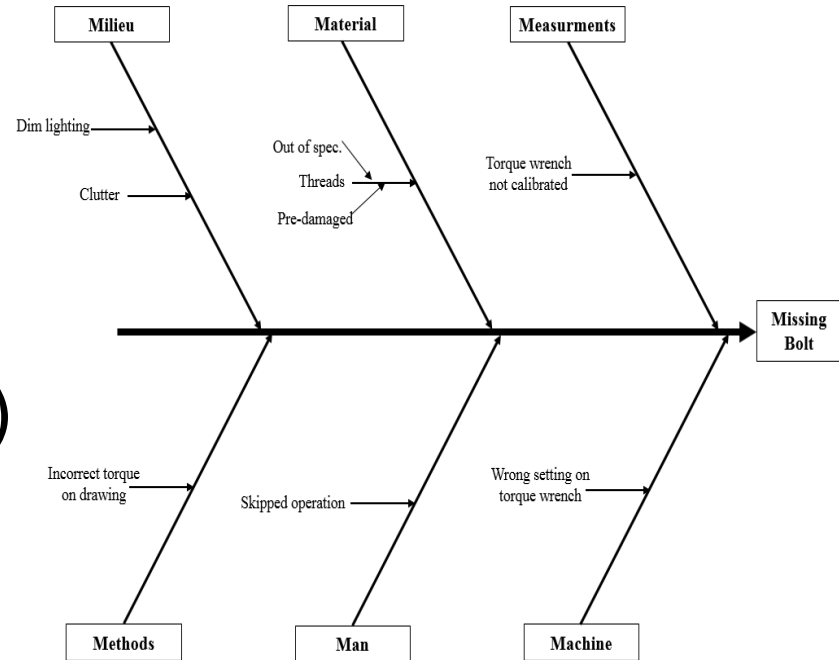 Milieu
Material
Measurments
Dim lighting
Clutter
Out of spec.
Threads
Pre-damaged
Torque wrench
not calibrated
Missing
Bolt
Incorrect torque
on drawing
Skipped operation
Wrong setting on
torque wrench
Methods
Man
Machine